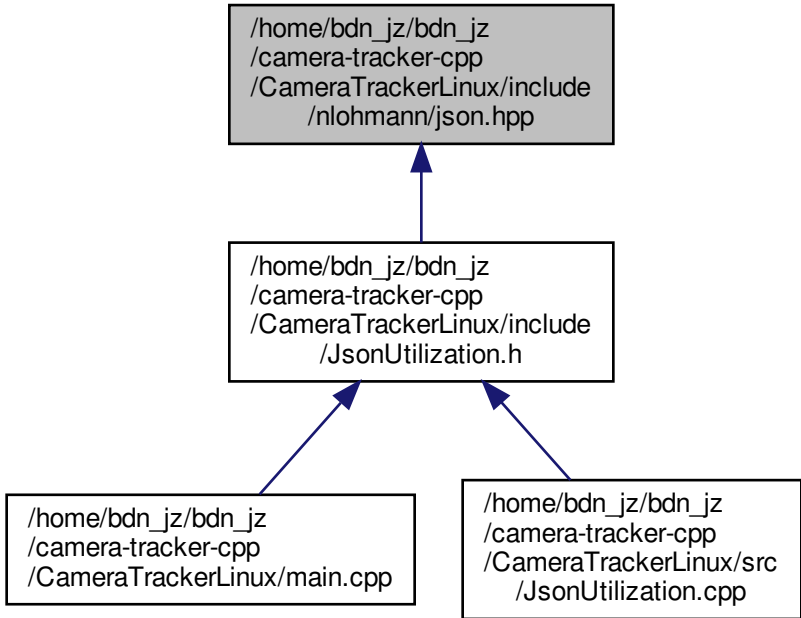 /home/bdn_jz/bdn_jz
/camera-tracker-cpp
/CameraTrackerLinux/include
/nlohmann/json.hpp
/home/bdn_jz/bdn_jz
/camera-tracker-cpp
/CameraTrackerLinux/include
/JsonUtilization.h
/home/bdn_jz/bdn_jz
/camera-tracker-cpp
/CameraTrackerLinux/main.cpp
/home/bdn_jz/bdn_jz
/camera-tracker-cpp
/CameraTrackerLinux/src
/JsonUtilization.cpp